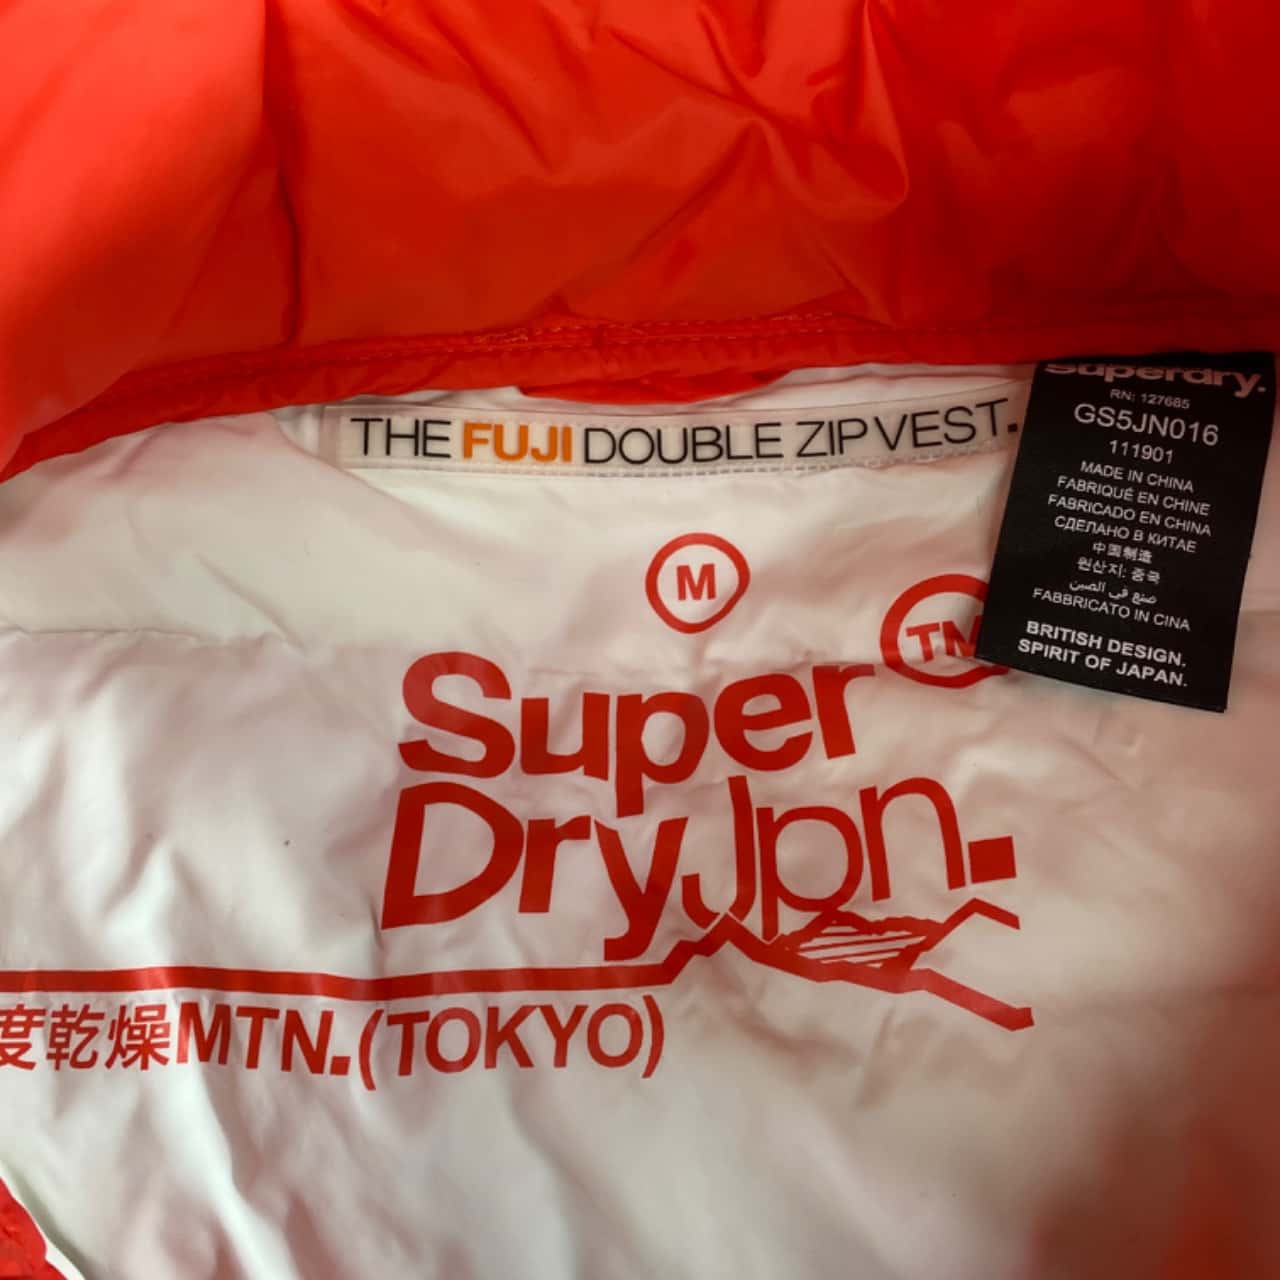 THE FUJI DOUBLE ZIP VEST.
Superdry.
RN: 127685
GS5JN016
111901
MADE IN CHINA
FABRIQUÉ EN CHINE
FABRICADO EN CHINA
СДЕЛАНО В КИТАЕ
中国制造
원산지: 중국
صنع في الصين
FABBRICATO IN CINA
BRITISH DESIGN.
SPIRIT OF JAPAN.
M
TM
Super
DryJpn.
度乾燥MTN.(TOKYO)